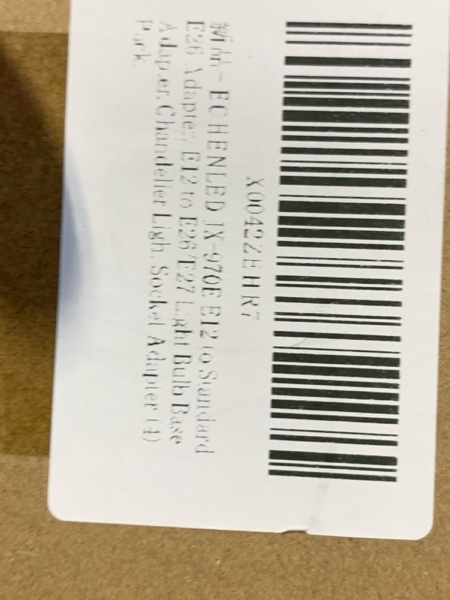 X0042ZEHR7
新品 - ECHENLED JX-970E E12 to Standard
E26 Adapter, E12 to E26/E27 Light Bulb Base
Adapter, Chandelier Light Socket Adapter (4)
Pack